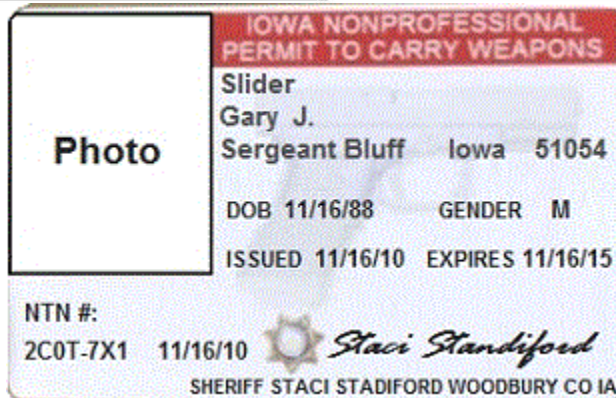 IOWA NONPROFESSIONAL
PERMIT TO CARRY WEAPONS
Photo
Slider
Gary J.
Sergeant Bluff Iowa 51054
DOB 11/16/88 GENDER M
ISSUED 11/16/10 EXPIRES 11/16/15
NTN #:
2C0T-7X1 11/16/10 Staci Standiford
SHERIFF STACI STADIFORD WOODBURY CO IA